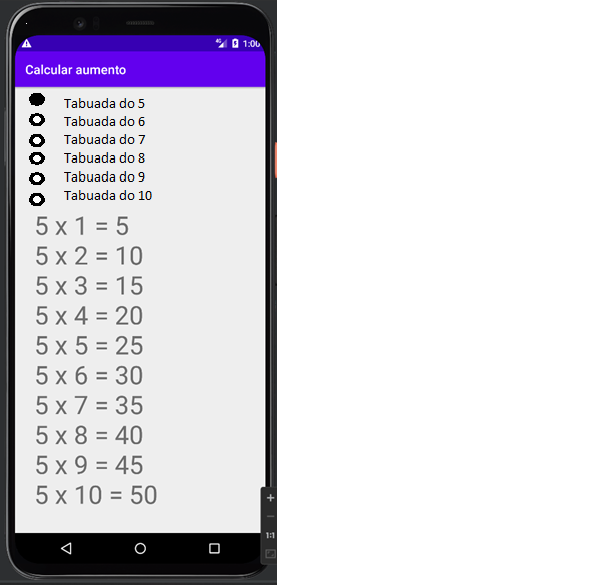 4G 1:00
Calcular aumento
Tabuada do 5
Tabuada do 6
Tabuada do 7
Tabuada do 8
Tabuada do 9
Tabuada do 10
5 x 1 = 5
5 x 2 = 10
5 x 3 = 15
5 x 4 = 20
5 x 5 = 25
5 x 6 = 30
5 x 7 = 35
5 x 8 = 40
5 x 9 = 45
5 x 10 = 50
1:1